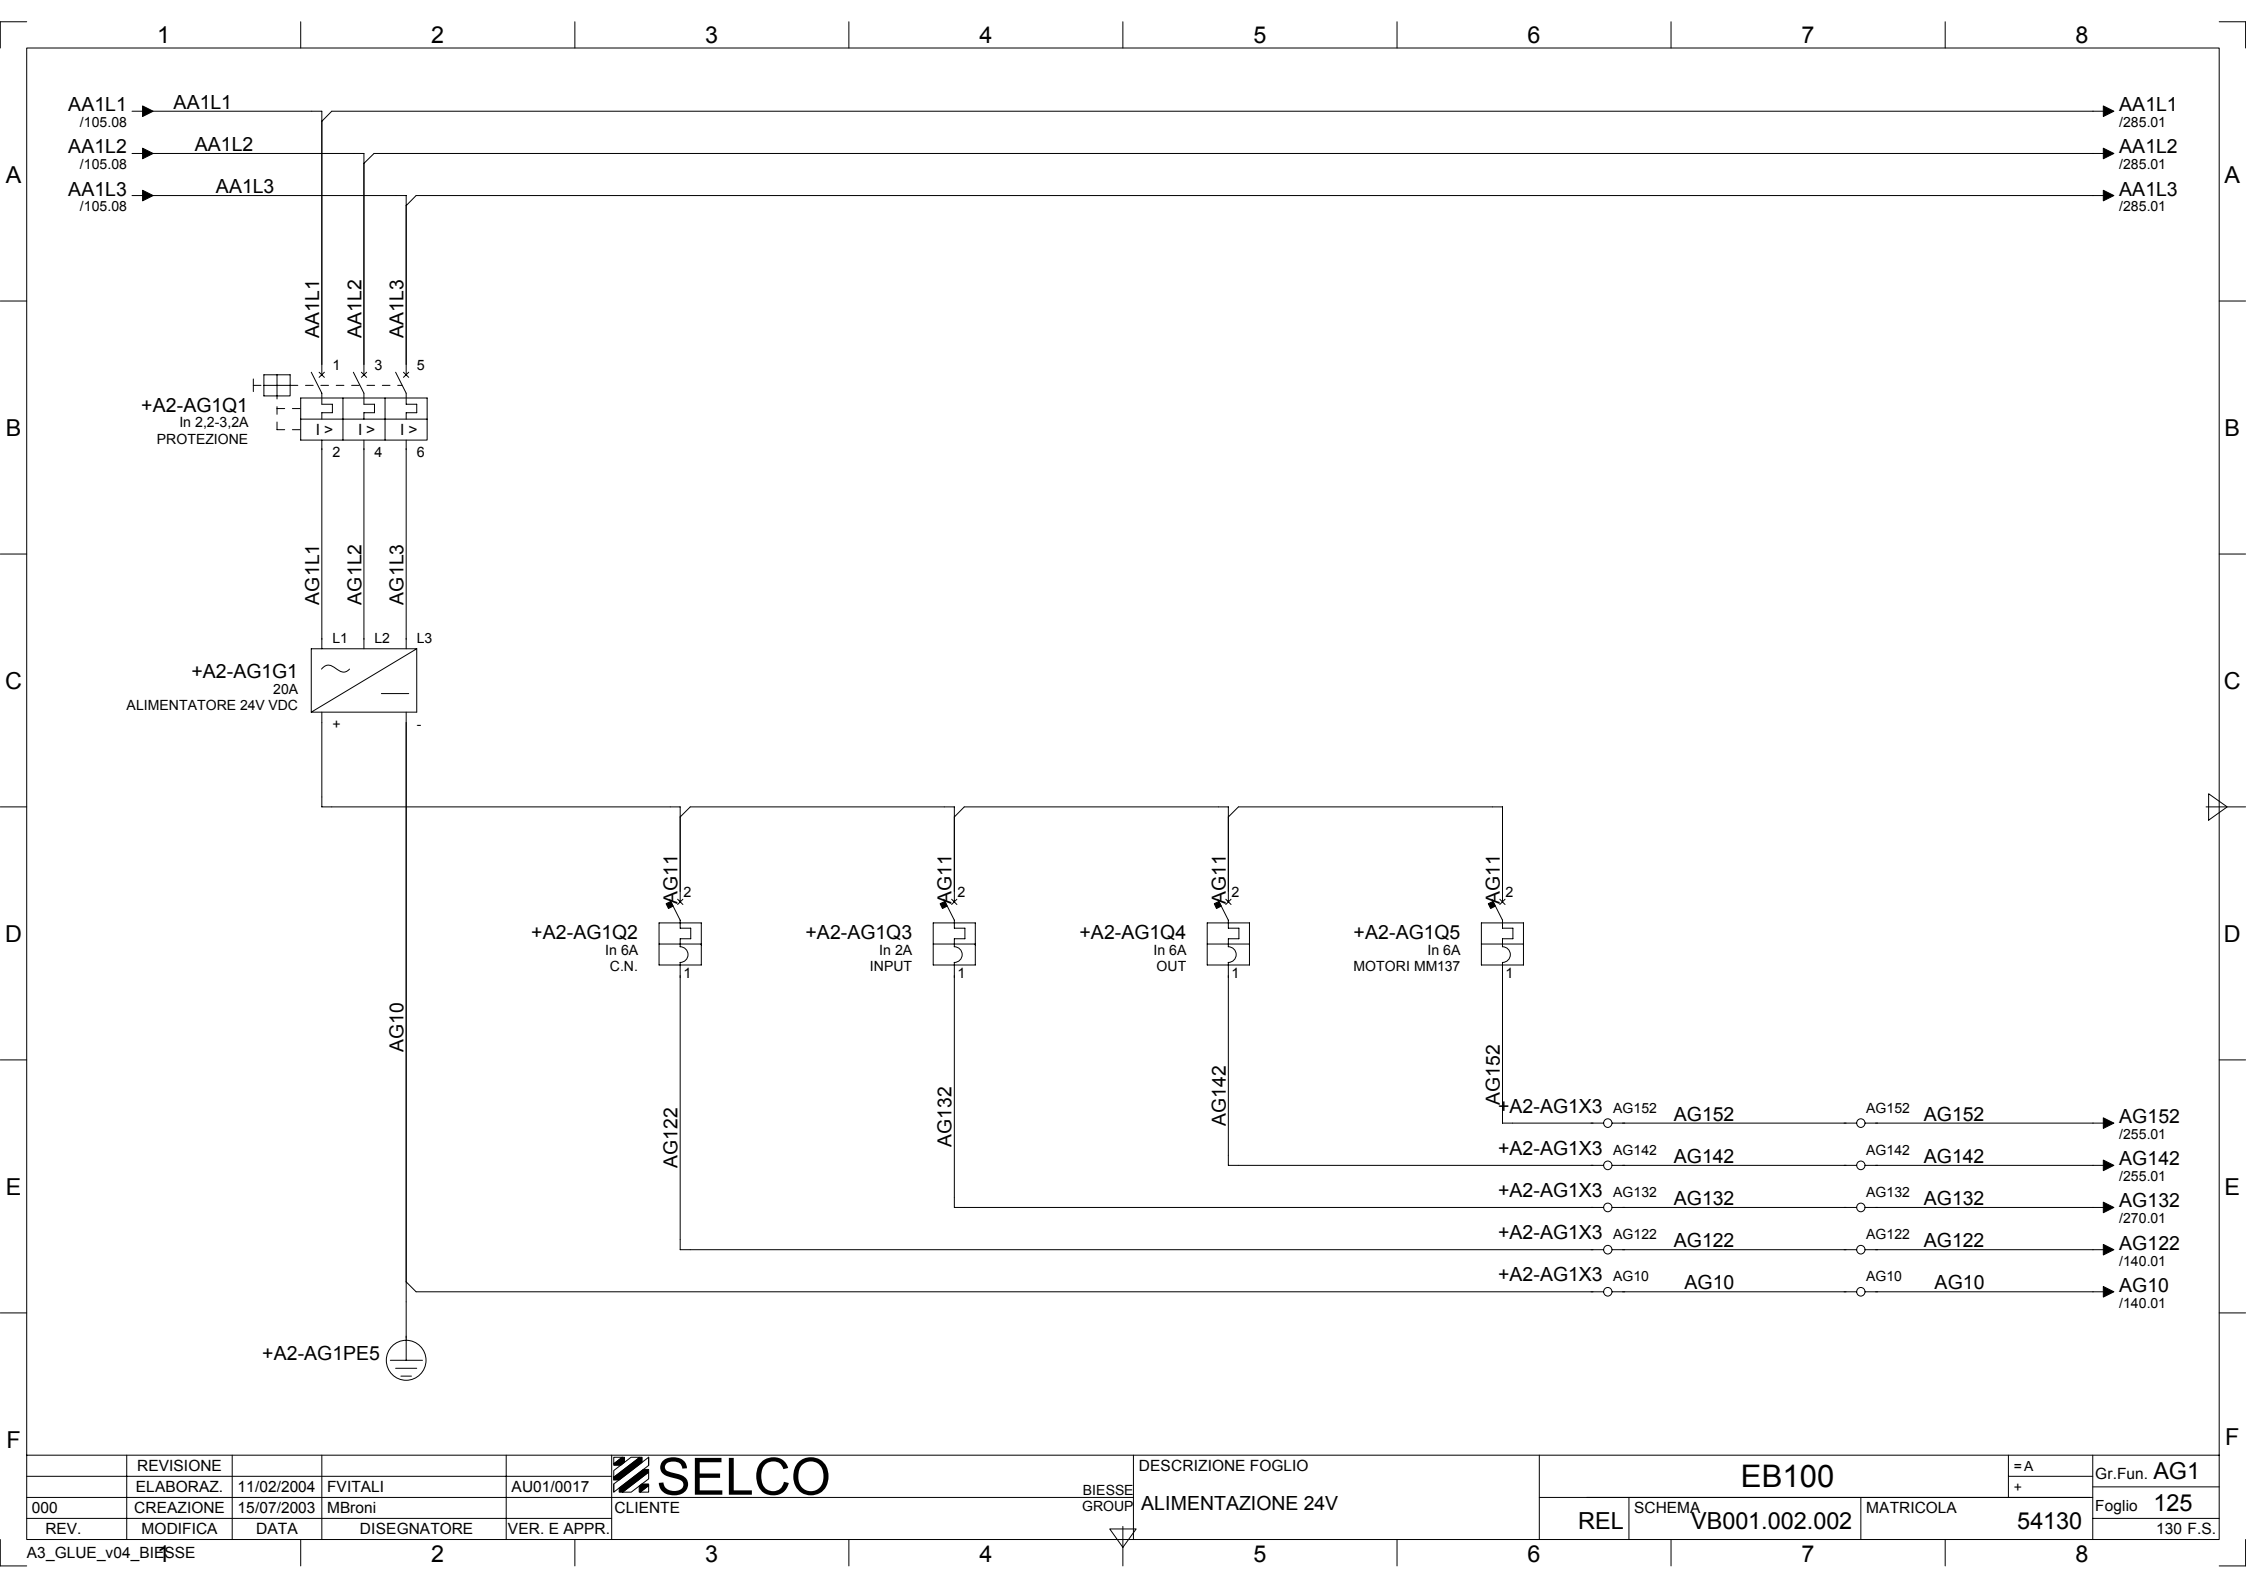 1 2 3 4 5 6 7 8
AA1L1 AA1L1 AA1L1
/105.08 /285.01
AA1L2 AA1L2 AA1L2
/105.08 /285.01
A A
AA1L3 AA1L3 AA1L3
/105.08 /285.01
AA1L1 AA1L2 AA1L3
1 3 5
+A2-AG1Q1
In 2,2-3,2A
PROTEZIONE
I > I > I >
B B
2 4 6
AG1L1 AG1L2 AG1L3
L1 L2 L3
+A2-AG1G1
20A
ALIMENTATORE 24V VDC
C C
+ -
AG11 AG11 AG11 AG11
2 2 2 2
+A2-AG1Q2 +A2-AG1Q3 +A2-AG1Q4 +A2-AG1Q5
In 6A In 2A In 6A In 6A
C.N. INPUT OUT MOTORI MM137
D D
1 1 1 1
AG10
AG122 AG132 AG142 AG152
+A2-AG1X3 AG152 AG152 AG152 AG152 AG152
/255.01
+A2-AG1X3 AG142 AG142 AG142 AG142 AG142
/255.01
E E
+A2-AG1X3 AG132 AG132 AG132 AG132 AG132
/270.01
+A2-AG1X3 AG122 AG122 AG122 AG122 AG122
/140.01
+A2-AG1X3 AG10 AG10 AG10 AG10 AG10
/140.01
+A2-AG1PE5
F F
REVISIONE
ELABORAZ. 11/02/2004 FVITALI AU01/0017
000 CREAZIONE 15/07/2003 MBroni
REV. MODIFICA DATA DISEGNATORE VER. E APPR.
SELCO
CLIENTE
BIESSE
GROUP
DESCRIZIONE FOGLIO
ALIMENTAZIONE 24V
EB100
=A
+
Gr.Fun. AG1
REL SCHEMA VB001.002.002 MATRICOLA 54130
Foglio 125
130 F.S.
A3_GLUE_v04_BIESSE
1 2 3 4 5 6 7 8